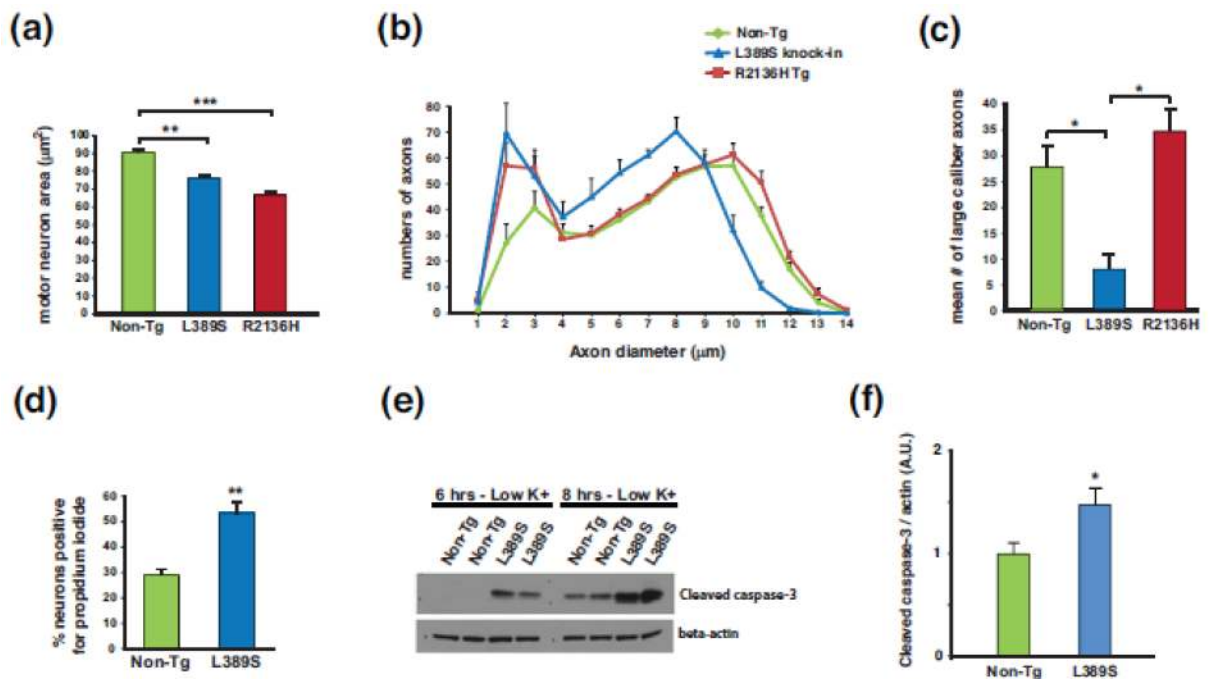 (a)
***
**
motor neuron area (μm²)
100
90
80
70
60
50
40
30
20
10
0
Non-Tg L389S R2136H
(b)
Non-Tg
L389S knock-in
R2136H Tg
numbers of axons
80
70
60
50
40
30
20
10
0
1 2 3 4 5 6 7 8 9 10 11 12 13 14
Axon diameter (μm)
(c)
*
*
mean # of large caliber axons
40
35
30
25
20
15
10
5
0
Non-Tg L389S R2136H
(d)
**
% neurons positive
for propidium iodide
60
50
40
30
20
10
0
Non-Tg L389S
(e)
6 hrs - Low K+ 8 hrs - Low K+
Non-Tg Non-Tg L389S L389S Non-Tg Non-Tg L389S L389S
Cleaved caspase-3
beta-actin
(f)
*
Cleaved caspase-3 / actin (A.U.)
2
1
0
Non-Tg L389S